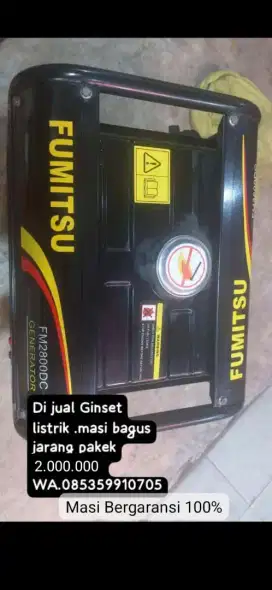 FUMITSU
FM2800DC
GENERATOR
FUMITSU
Di jual Ginset
listrik .masi bagus
jarang pakek
2.000.000
WA.085359910705
Masi Bergaransi 100%